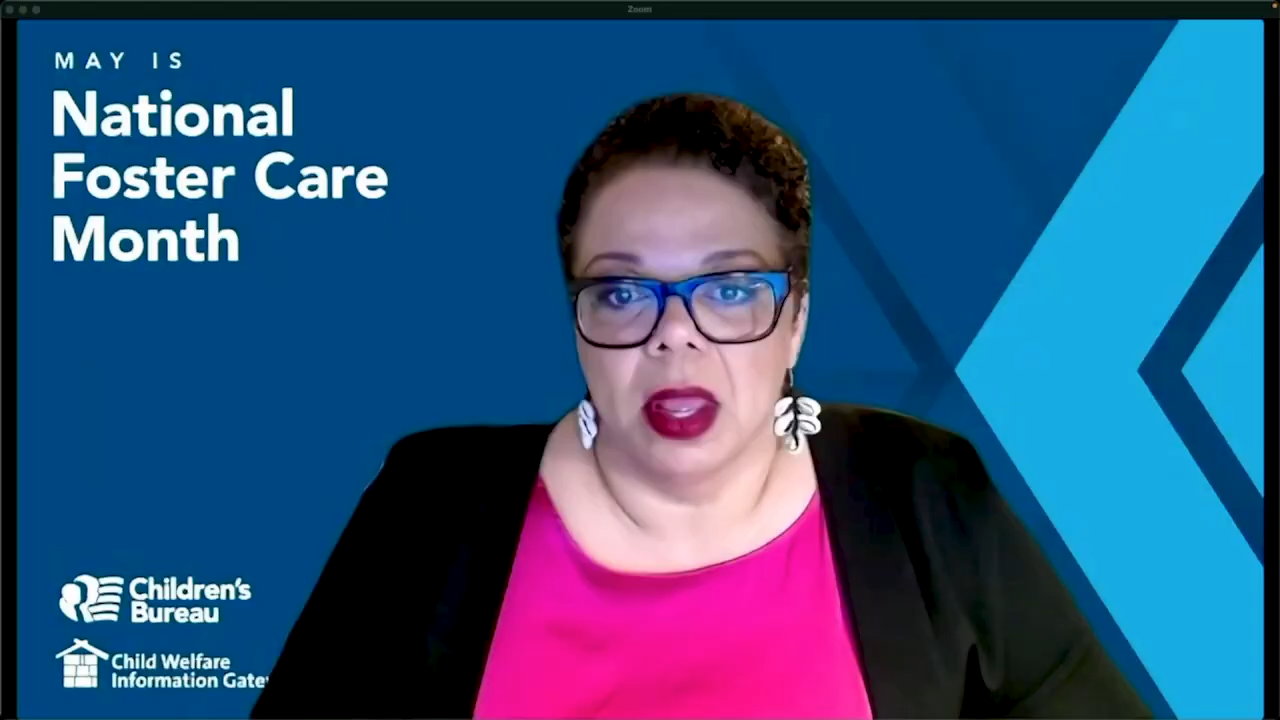 Zoom
MAY IS
National
Foster Care
Month
Children's
Bureau
Child Welfare
Information Gate